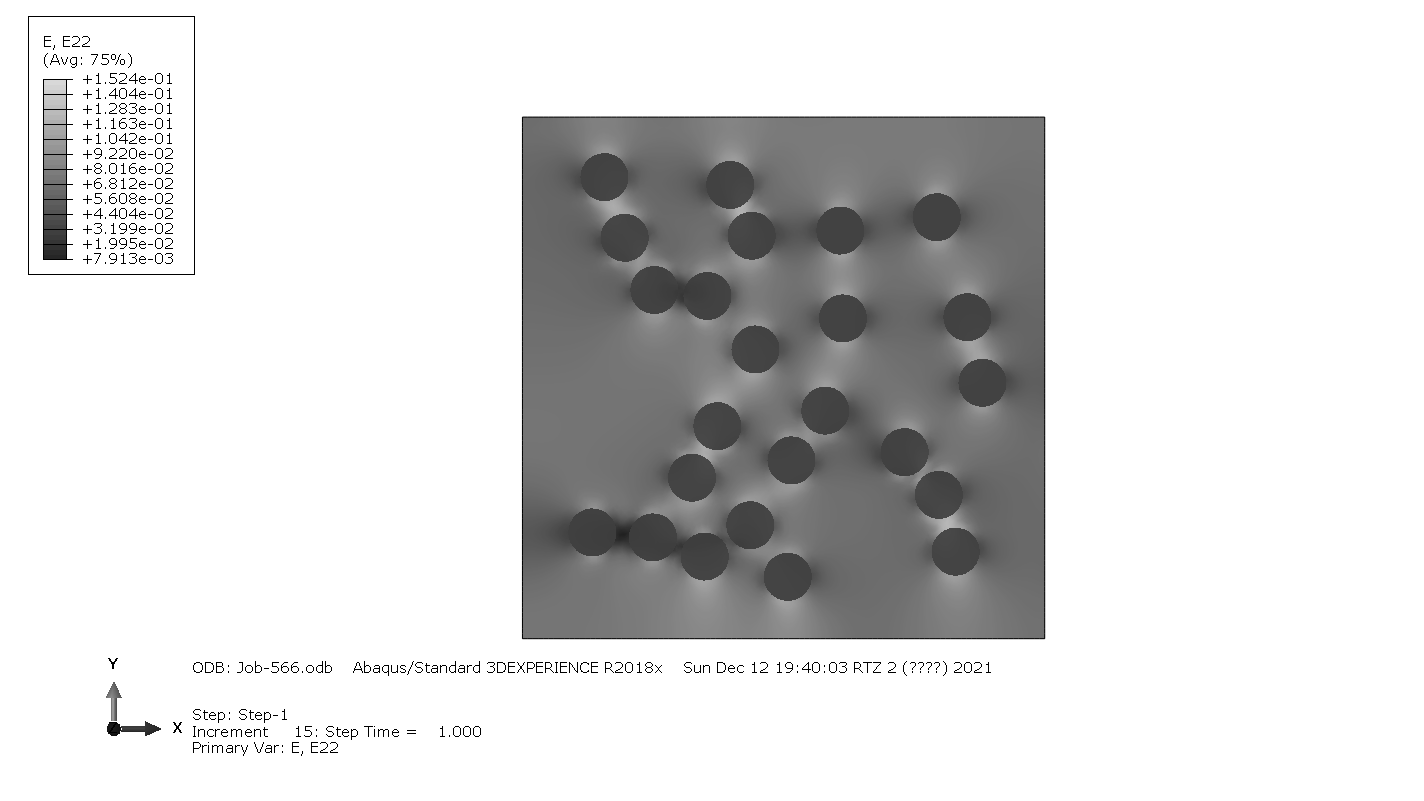 E, E22
(Avg: 75%)
+1.524e-01
+1.404e-01
+1.283e-01
+1.163e-01
+1.042e-01
+9.220e-02
+8.016e-02
+6.812e-02
+5.608e-02
+4.404e-02
+3.199e-02
+1.995e-02
+7.913e-03
Y
X
ODB: Job-566.odb    Abaqus/Standard 3DEXPERIENCE R2018x    Sun Dec 12 19:40:03 RTZ 2 (????) 2021
Step: Step-1
Increment    15: Step Time =    1.000
Primary Var: E, E22